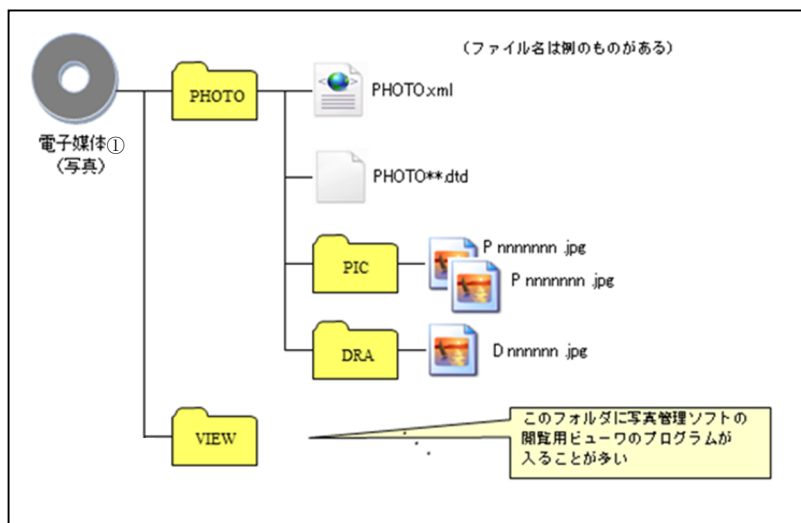 (ファイル名は例のものがある)
電子媒体①
(写真)
PHOTO
PHOTO.xml
PHOTO**.dtd
PIC
P nnnnnnn .jpg
P nnnnnnn .jpg
DRA
D nnnnnn .jpg
VIEW
このフォルダに写真管理ソフトの
閲覧用ビューワのプログラムが
入ることが多い